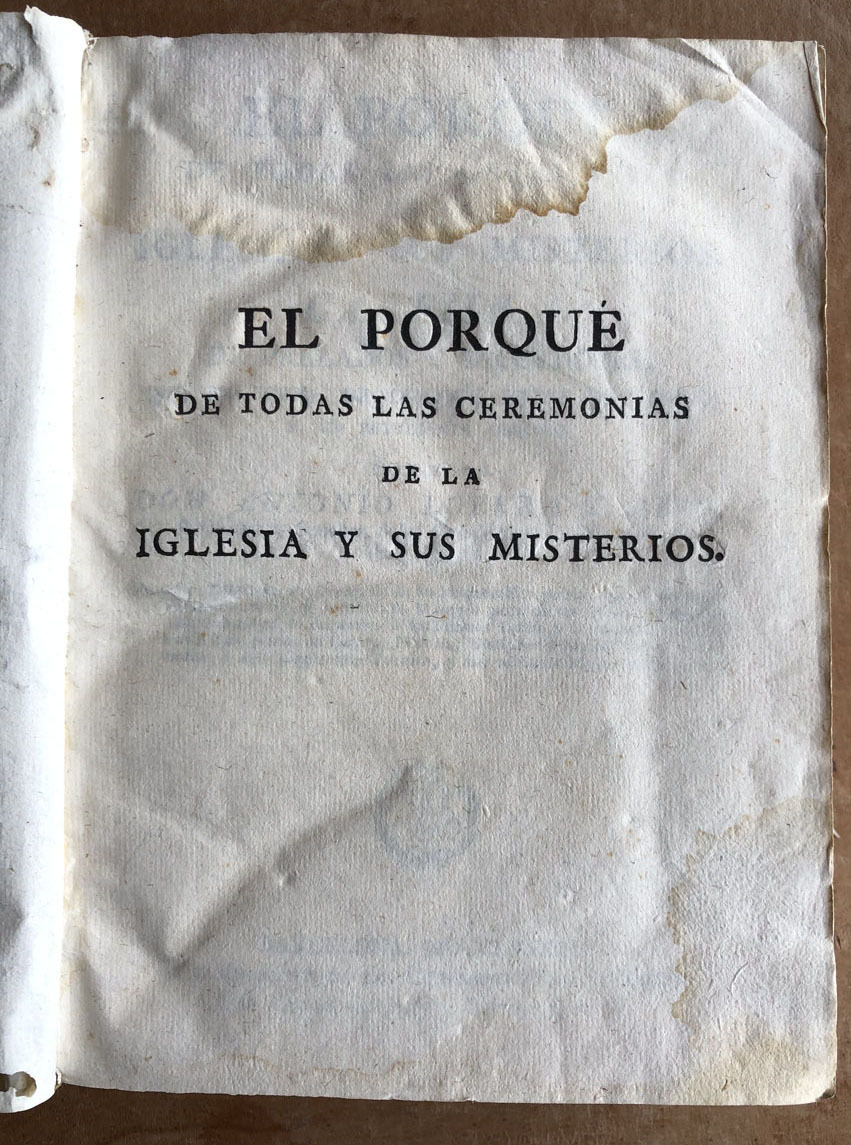 EL PORQUÉ
DE TODAS LAS CEREMONIAS
DE LA
IGLESIA Y SUS MISTERIOS.